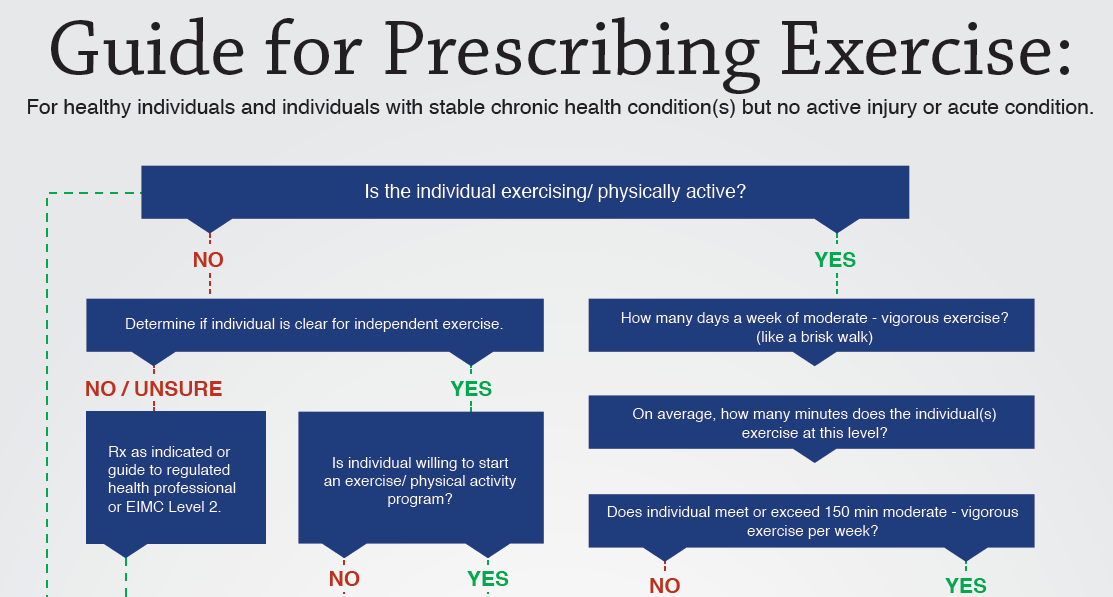 Guide for Prescribing Exercise:
For healthy individuals and individuals with stable chronic health condition(s) but no active injury or acute condition.
Is the individual exercising/ physically active?
NO
YES
Determine if individual is clear for independent exercise.
NO / UNSURE
YES
Rx as indicated or
guide to regulated
health professional
or EIMC Level 2.
Is individual willing to start
an exercise/ physical activity
program?
NO
YES
How many days a week of moderate - vigorous exercise?
(like a brisk walk)
On average, how many minutes does the individual(s)
exercise at this level?
Does individual meet or exceed 150 min moderate - vigorous
exercise per week?
NO
YES